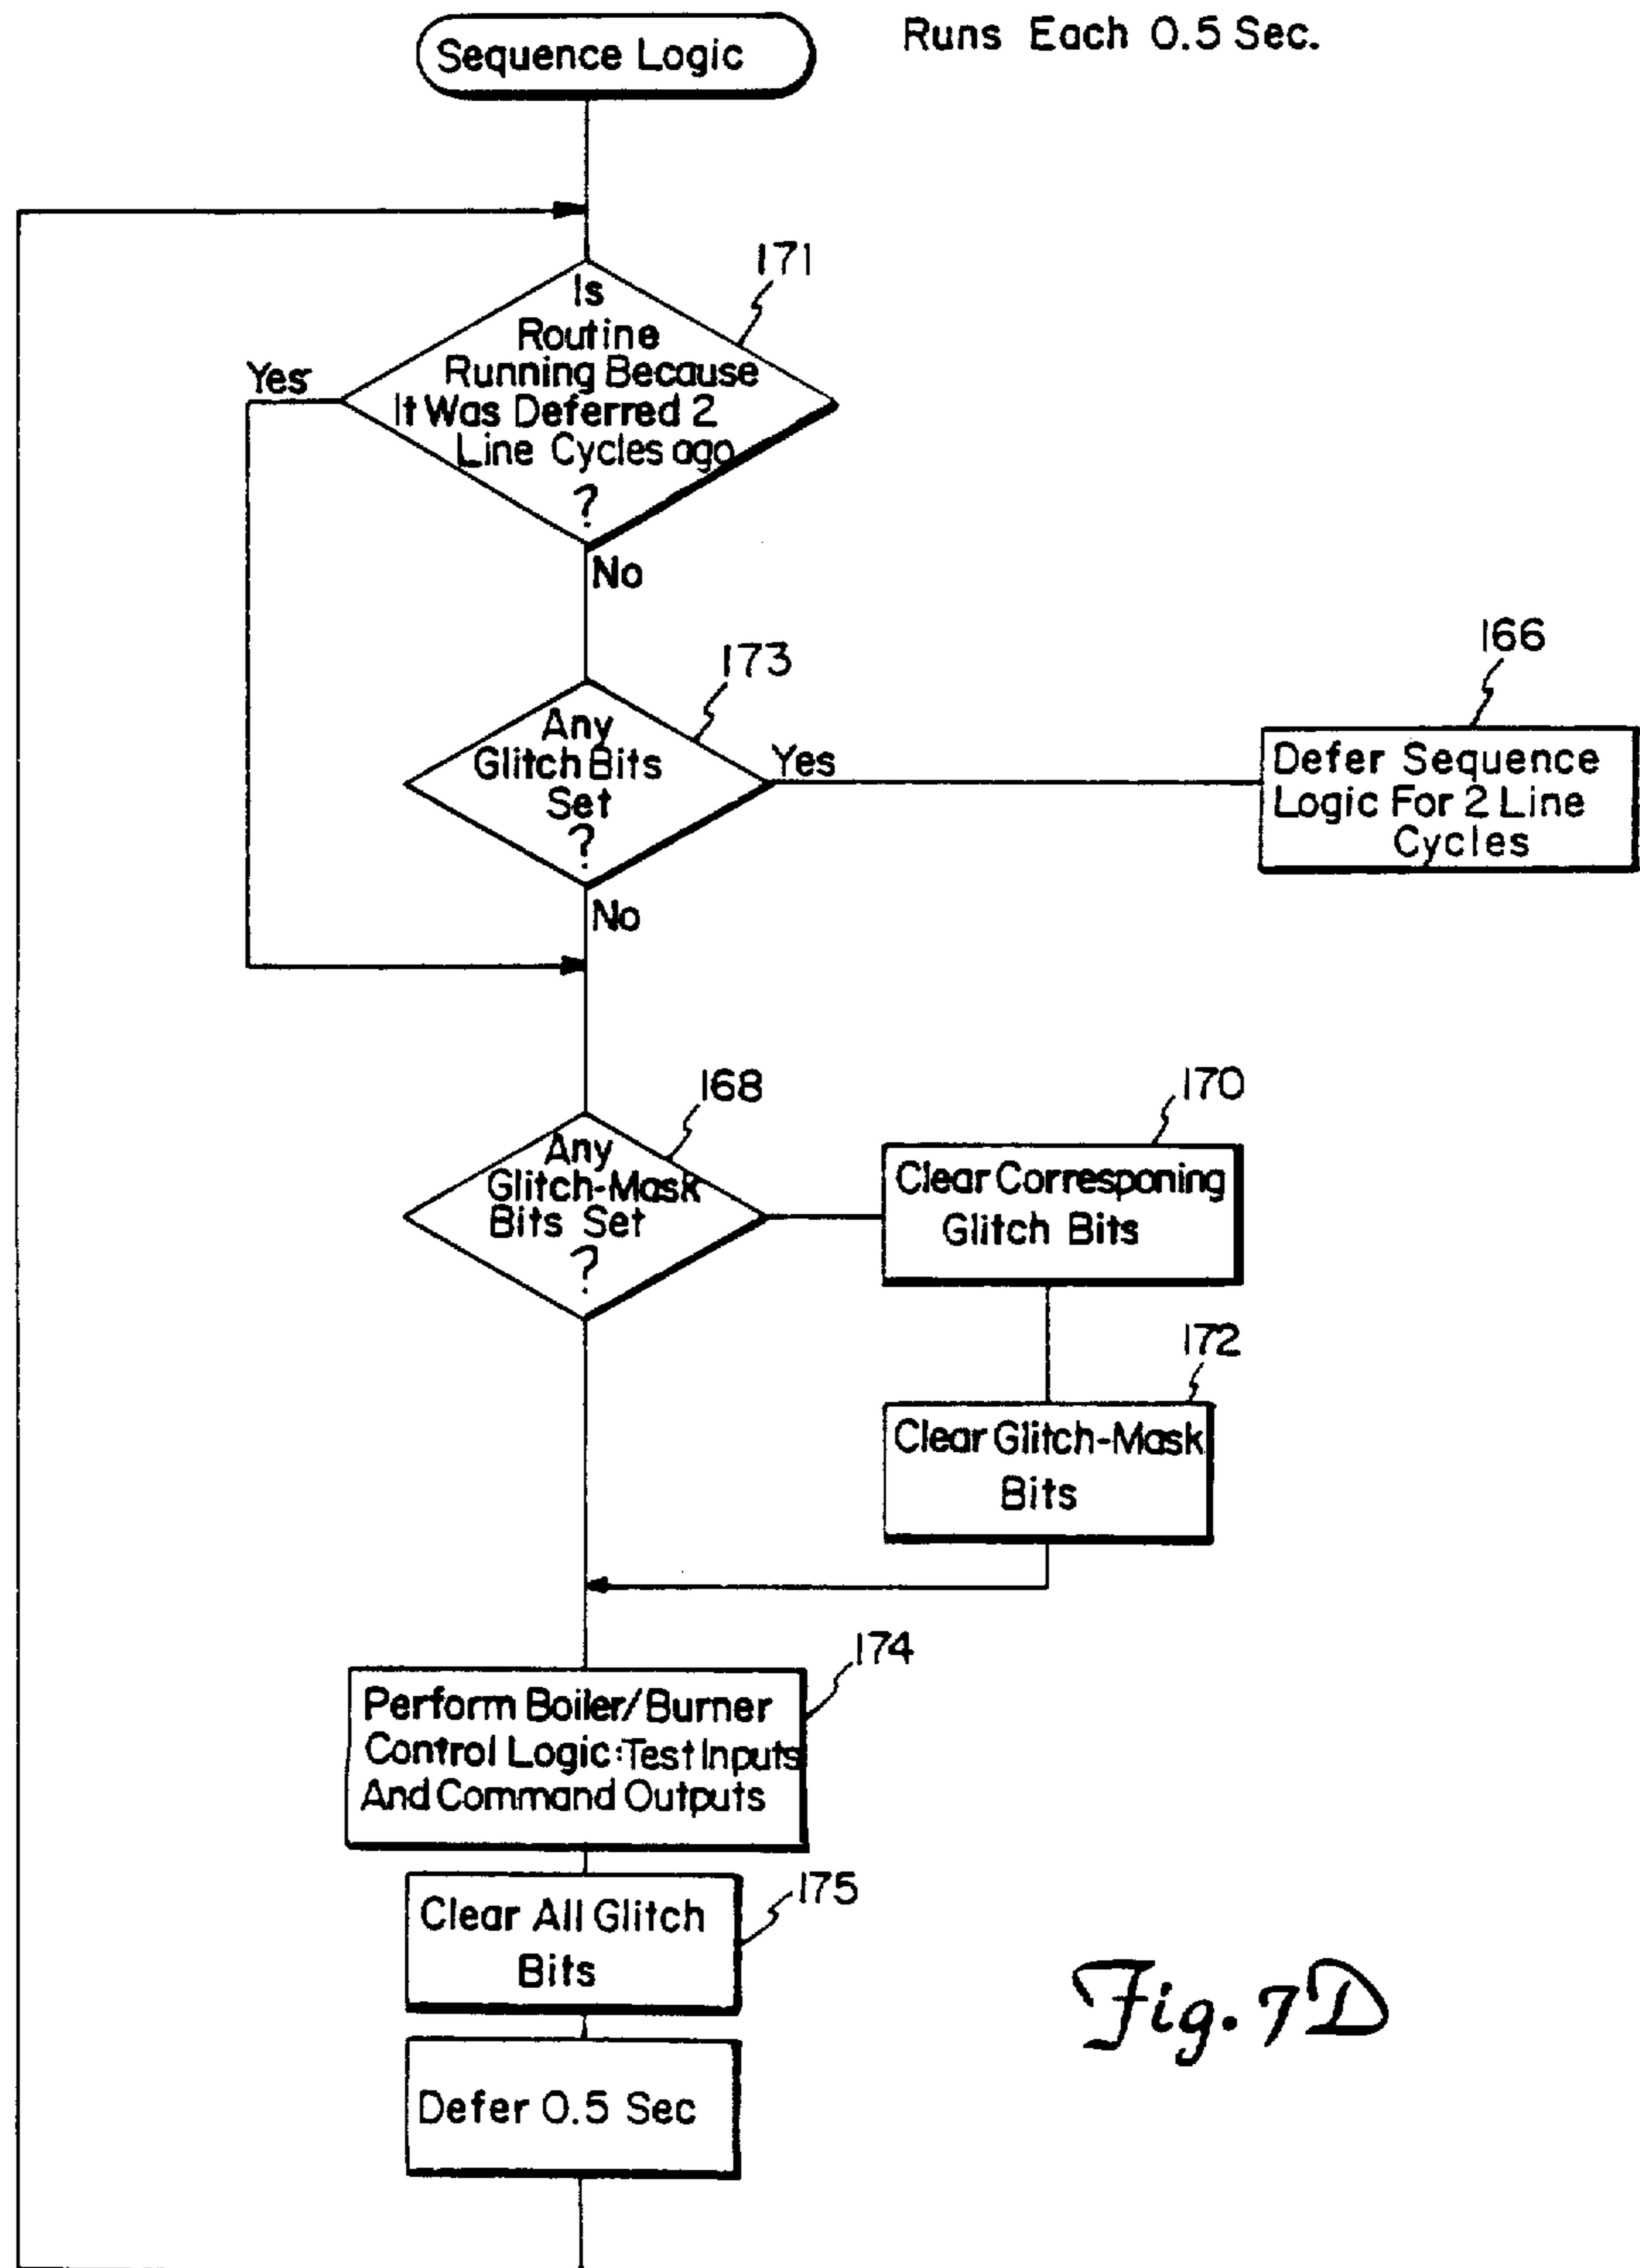 Sequence Logic
Runs Each 0.5 Sec.
171
Is
Routine
Running Because
It Was Deferred 2
Line Cycles ago
?
Yes
No
173
Any
Glitch Bits
Set
?
Yes
No
166
Defer Sequence
Logic For 2 Line
Cycles
168
Any
Glitch-Mask
Bits Set
?
170
Clear Corresponing
Glitch Bits
172
Clear Glitch-Mask
Bits
174
Perform Boiler/Burner
Control Logic:Test Inputs
And Command Outputs
175
Clear All Glitch
Bits
Defer 0.5 Sec
Fig. 7D